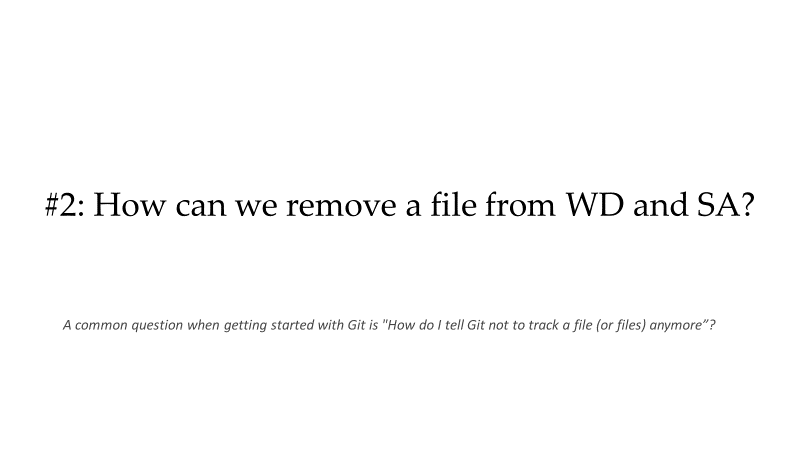 #2: How can we remove a file from WD and SA?
A common question when getting started with Git is "How do I tell Git not to track a file (or files) anymore”?